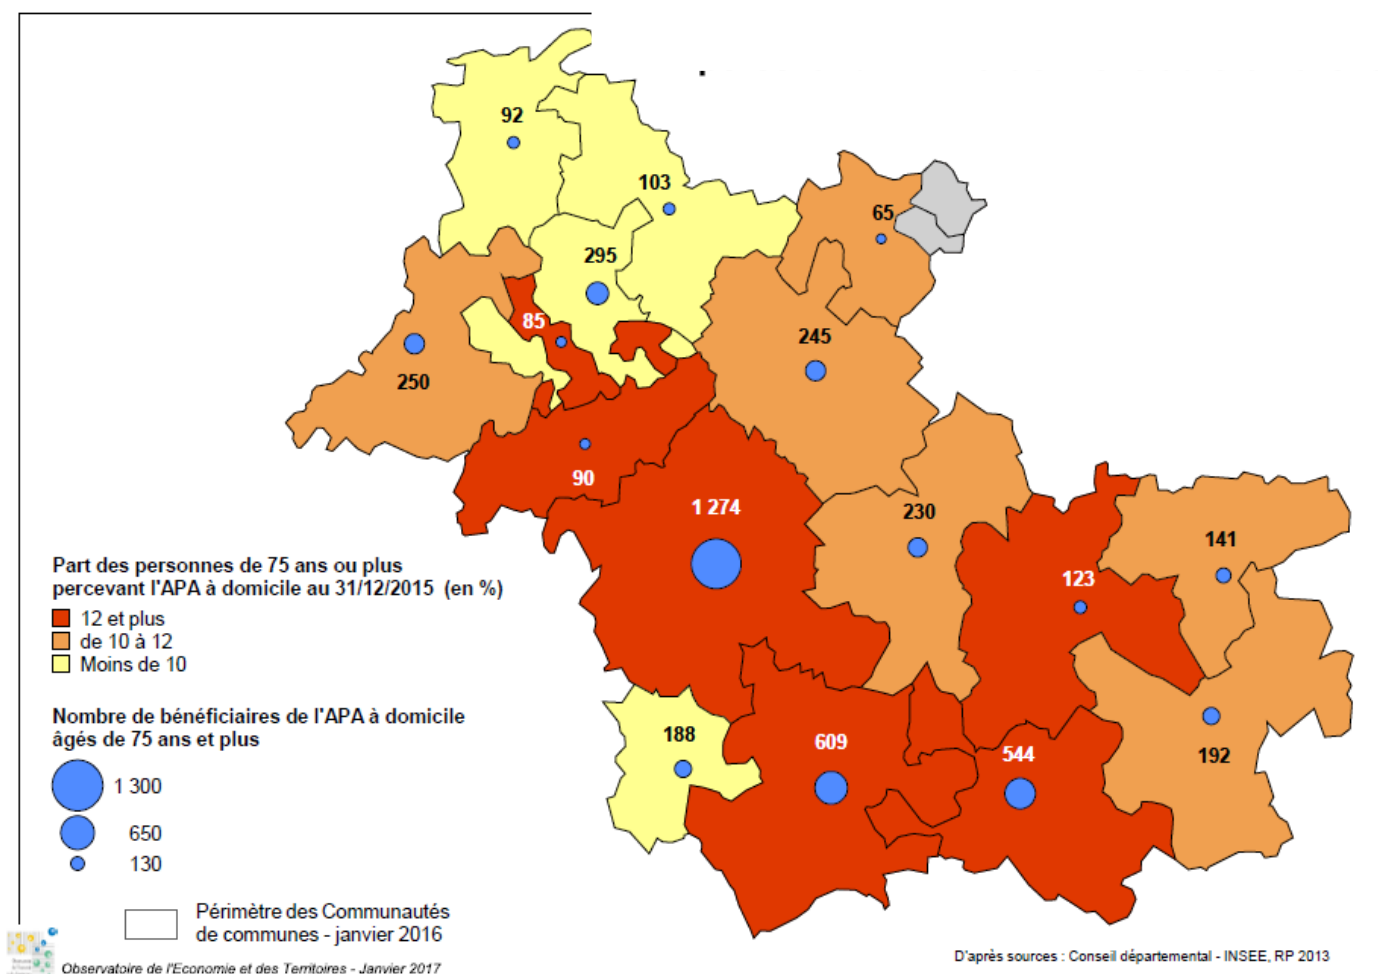 92
103
65
295
85
245
250
90
1 274
230
141
123
188
609
544
192
Part des personnes de 75 ans ou plus
percevant l'APA à domicile au 31/12/2015 (en %)
12 et plus
de 10 à 12
Moins de 10
Nombre de bénéficiaires de l'APA à domicile
âgés de 75 ans et plus
1 300
650
130
Périmètre des Communautés
de communes - janvier 2016
Observatoire de l'Economie et des Territoires - Janvier 2017
D'après sources : Conseil départemental - INSEE, RP 2013